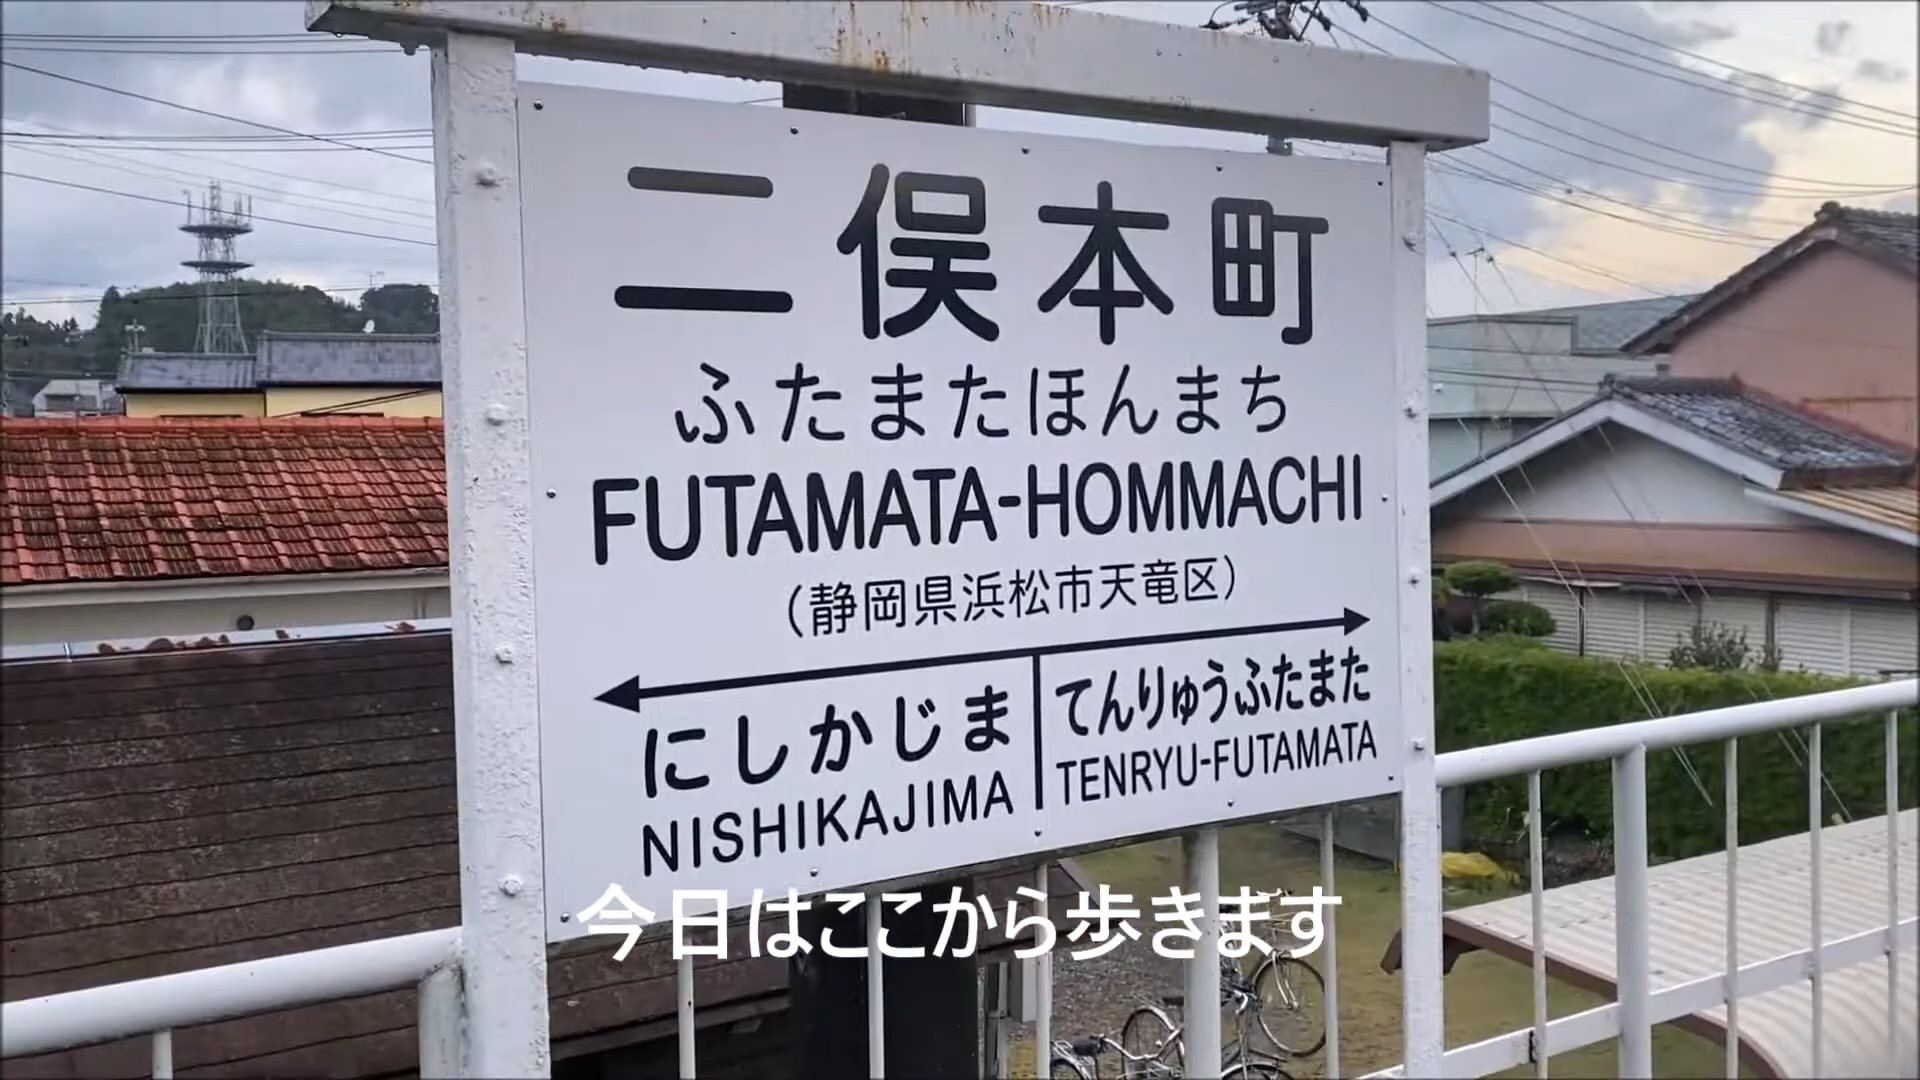 二俣本町
ふたまたほんまち
FUTAMATA-HOMMACHI
（静岡県浜松市天竜区）
にしかじま
NISHIKAJIMA
てんりゅうふたまた
TENRYU-FUTAMATA
今日はここから歩きます